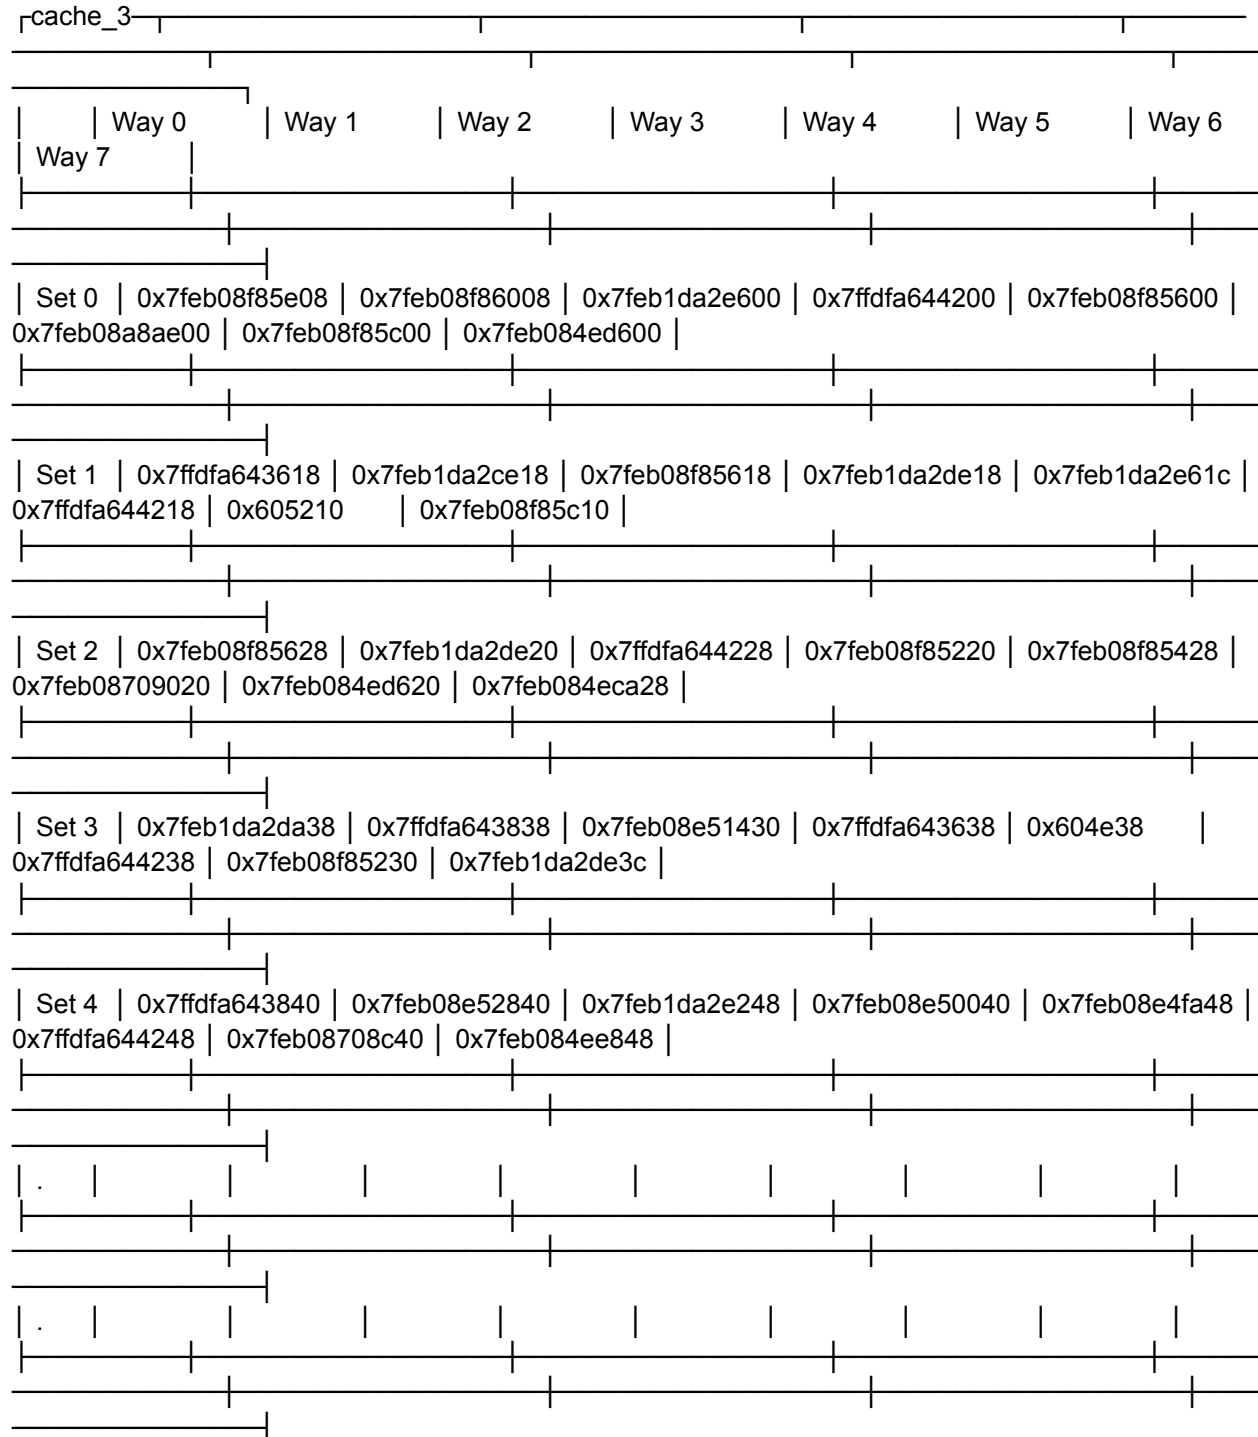 ┌cache_3─┬─────────────────┬─────────────────┬─────────────────┬──────
───────────┬─────────────────┬─────────────────┬─────────────────┬────
─────────────┐
│ │ Way 0 │ Way 1 │ Way 2 │ Way 3 │ Way 4 │ Way 5 │ Way 6
│ Way 7 │
├─────────┼─────────────────┼─────────────────┼─────────────────┼──────
───────────┼─────────────────┼─────────────────┼─────────────────┼────
─────────────┤
│ Set 0 │ 0x7feb08f85e08 │ 0x7feb08f86008 │ 0x7feb1da2e600 │ 0x7ffdfa644200 │ 0x7feb08f85600 │
0x7feb08a8ae00 │ 0x7feb08f85c00 │ 0x7feb084ed600 │
├─────────┼─────────────────┼─────────────────┼─────────────────┼──────
───────────┼─────────────────┼─────────────────┼─────────────────┼────
─────────────┤
│ Set 1 │ 0x7ffdfa643618 │ 0x7feb1da2ce18 │ 0x7feb08f85618 │ 0x7feb1da2de18 │ 0x7feb1da2e61c │
0x7ffdfa644218 │ 0x605210 │ 0x7feb08f85c10 │
├─────────┼─────────────────┼─────────────────┼─────────────────┼──────
───────────┼─────────────────┼─────────────────┼─────────────────┼────
─────────────┤
│ Set 2 │ 0x7feb08f85628 │ 0x7feb1da2de20 │ 0x7ffdfa644228 │ 0x7feb08f85220 │ 0x7feb08f85428 │
0x7feb08709020 │ 0x7feb084ed620 │ 0x7feb084eca28 │
├─────────┼─────────────────┼─────────────────┼─────────────────┼──────
───────────┼─────────────────┼─────────────────┼─────────────────┼────
─────────────┤
│ Set 3 │ 0x7feb1da2da38 │ 0x7ffdfa643838 │ 0x7feb08e51430 │ 0x7ffdfa643638 │ 0x604e38 │
0x7ffdfa644238 │ 0x7feb08f85230 │ 0x7feb1da2de3c │
├─────────┼─────────────────┼─────────────────┼─────────────────┼──────
───────────┼─────────────────┼─────────────────┼─────────────────┼────
─────────────┤
│ Set 4 │ 0x7ffdfa643840 │ 0x7feb08e52840 │ 0x7feb1da2e248 │ 0x7feb08e50040 │ 0x7feb08e4fa48 │
0x7ffdfa644248 │ 0x7feb08708c40 │ 0x7feb084ee848 │
├─────────┼─────────────────┼─────────────────┼─────────────────┼──────
───────────┼─────────────────┼─────────────────┼─────────────────┼────
─────────────┤
│ . │ │ │ │ │ │ │ │ │
├─────────┼─────────────────┼─────────────────┼─────────────────┼──────
───────────┼─────────────────┼─────────────────┼─────────────────┼────
─────────────┤
│ . │ │ │ │ │ │ │ │ │
├─────────┼─────────────────┼─────────────────┼─────────────────┼──────
───────────┼─────────────────┼─────────────────┼─────────────────┼────
─────────────┤